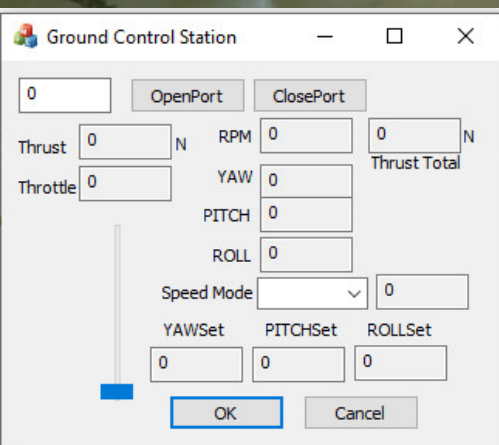 Ground Control Station
0 OpenPort ClosePort
Thrust 0 N RPM 0 0 N
Thrust Total
Throttle 0 YAW 0
PITCH 0
ROLL 0
Speed Mode 0
YAWSet PITCHSet ROLLSet
0 0 0
OK Cancel